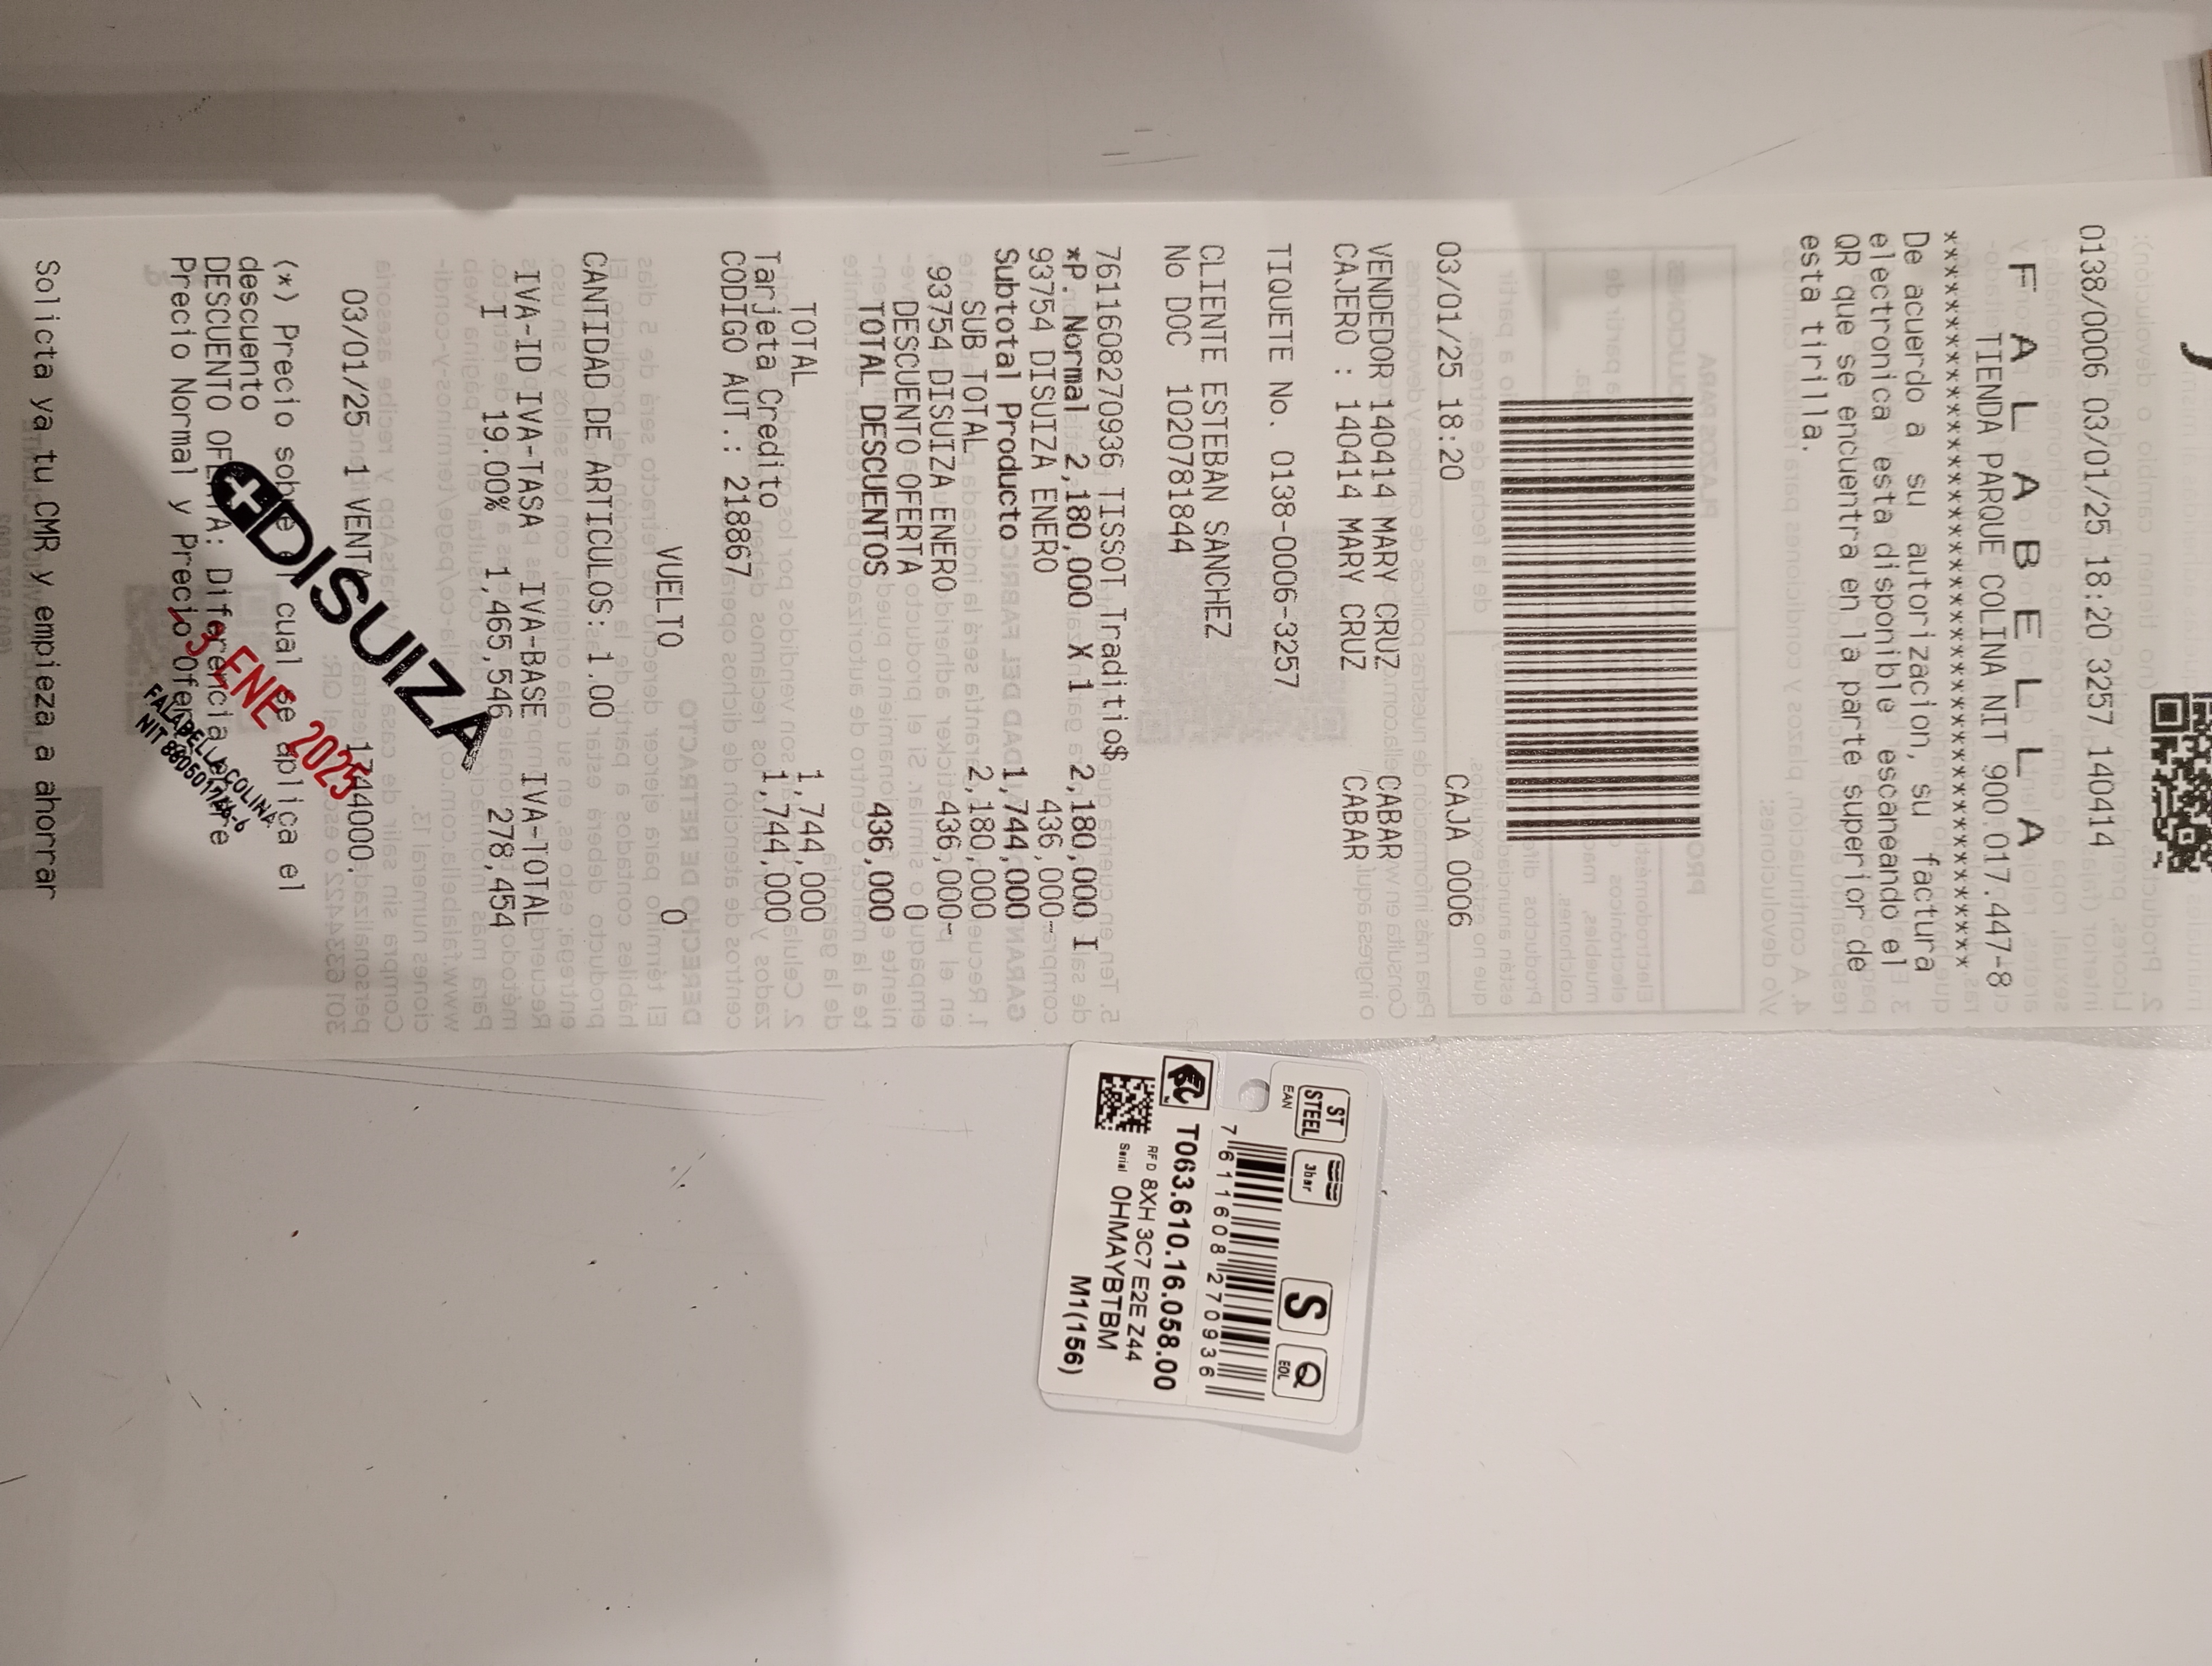 0138/0006 03/01/25 18:20 3257 140414
F A L A B E L L A
TIENDA PARQUE COLINA NIT 900.017.447-8
De acuerdo a su autorizacion, su factura
electronica esta disponible escaneando el
QR que se encuentra en la parte superior de
esta tirilla.
03/01/25 18:20 CAJA 0006
VENDEDOR 140414 MARY CRUZ CABAR
CAJERO : 140414 MARY CRUZ CABAR
TIQUETE No. 0138-0006-3257
CLIENTE ESTEBAN SANCHEZ
No DOC 1020781844
7611608270936 TISSOT Traditio$ 2,180,000 I
*P. Normal 2,180,000 X 1
93754 DISUIZA ENERO 436,000-
Subtotal Producto 1,744,000
SUB TOTAL 2,180,000
93754 DISUIZA ENERO 436,000-
DESCUENTO OFERTA 0
TOTAL DESCUENTOS 436,000
TOTAL 1,744,000
Tarjeta Credito 1,744,000
CODIGO AUT.: 218867
VUELTO 0
CANTIDAD DE ARTICULOS: 1.00
IVA-ID IVA-TASA IVA-BASE IVA-TOTAL
I 19.00% 1,465,546 278,454
03/01/25 1 VENTA 1744000.
(*) Precio sobre el cual se aplica el
descuento
DESCUENTO OFERTA: Diferencia entre
Precio Normal y Precio Oferta
Solicta ya tu CMR y empieza a ahorrar
DISUIZA
3 ENE 2025
FALABELLA COLINA
ST
STEEL
3bar
S
Q
EOL
EAN
7 611608 270936
T063.610.16.058.00
RFD 8XH 3C7 E2E Z44
Serial 0HMAYBTBM
M1(156)